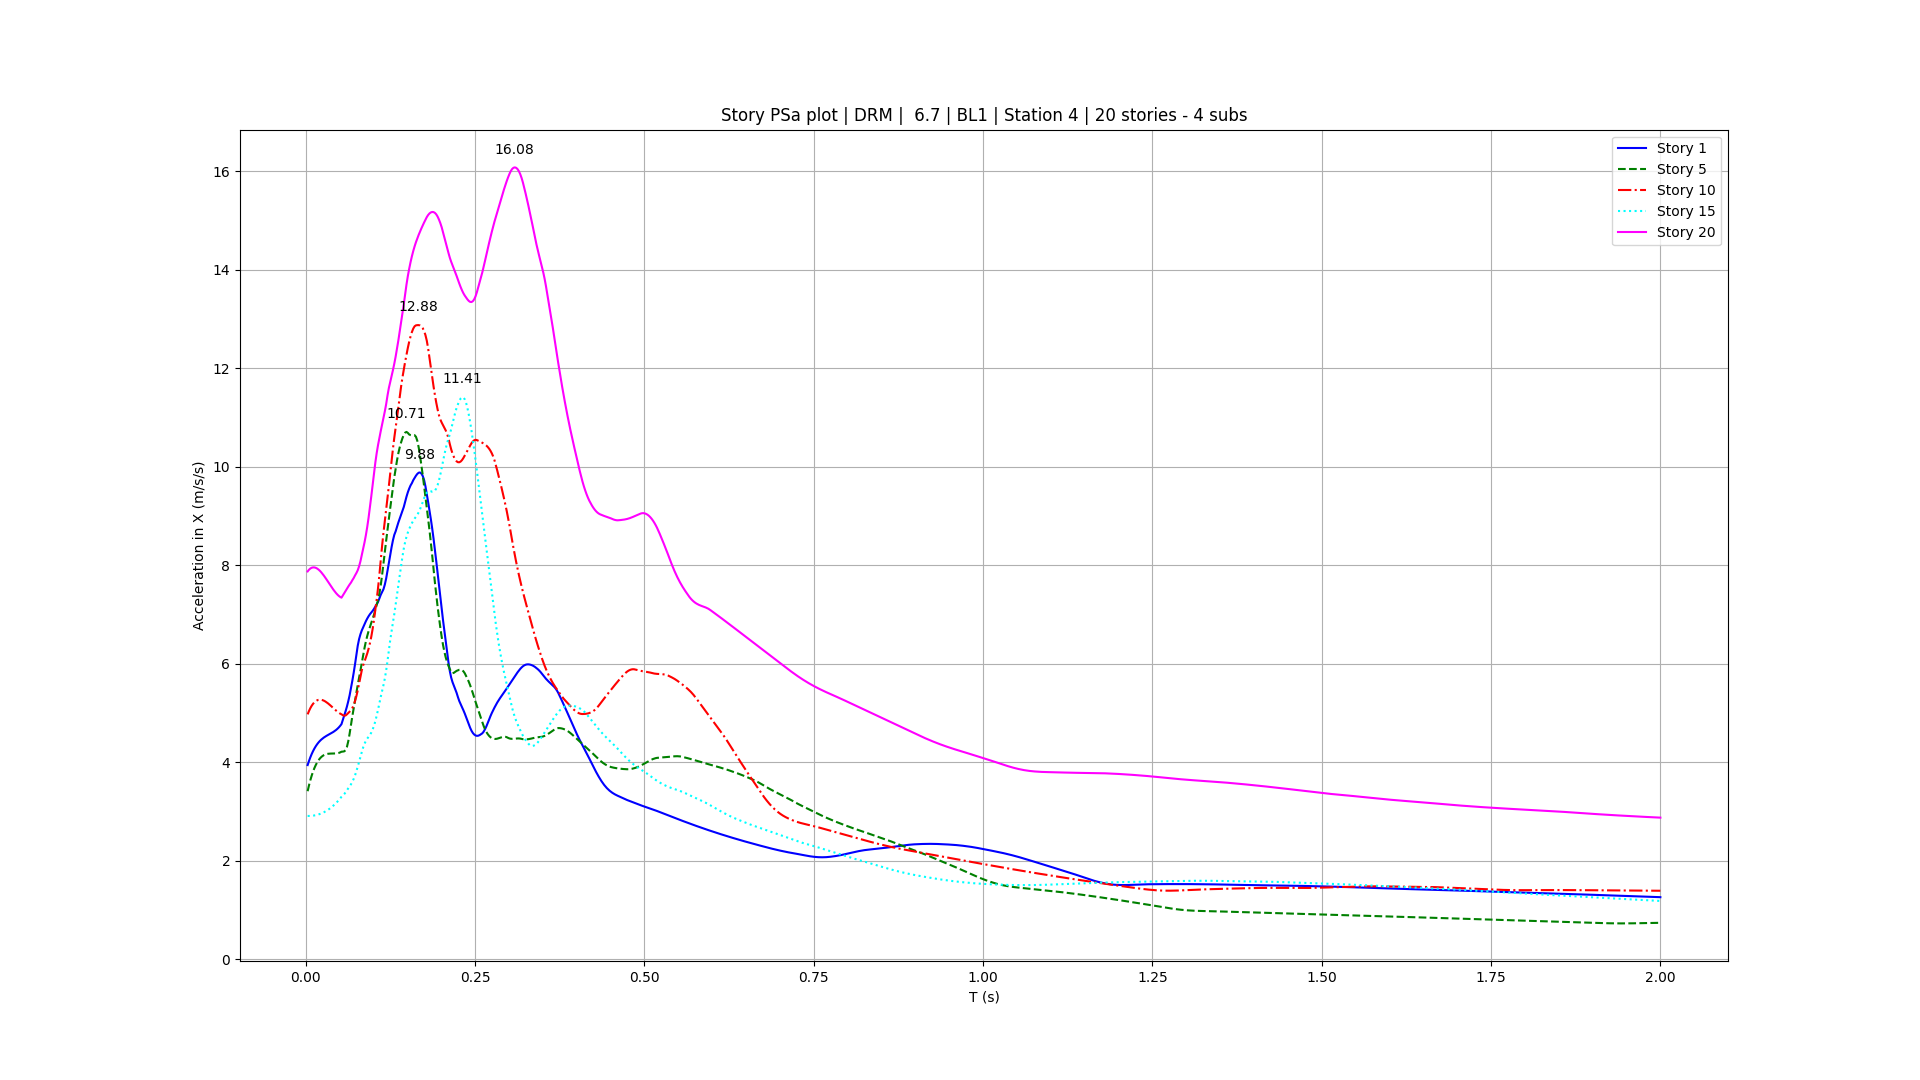 Story PSa plot | DRM |  6.7 | BL1 | Station 4 | 20 stories - 4 subs
16.08
12.88
11.41
10.71
9.88
Story 1
Story 5
Story 10
Story 15
Story 20
Acceleration in X (m/s/s)
16
14
12
10
8
6
4
2
0
0.00 0.25 0.50 0.75 1.00 1.25 1.50 1.75 2.00
T (s)